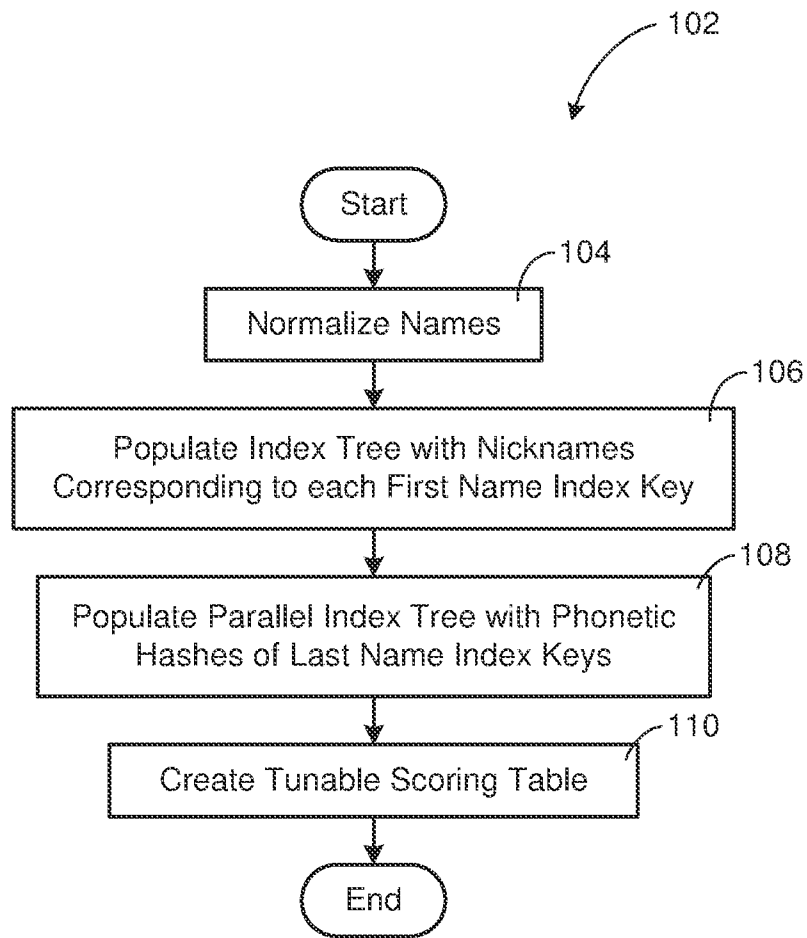 102
Start
104
Normalize Names
106
Populate Index Tree with Nicknames
Corresponding to each First Name Index Key
108
Populate Parallel Index Tree with Phonetic
Hashes of Last Name Index Keys
110
Create Tunable Scoring Table
End